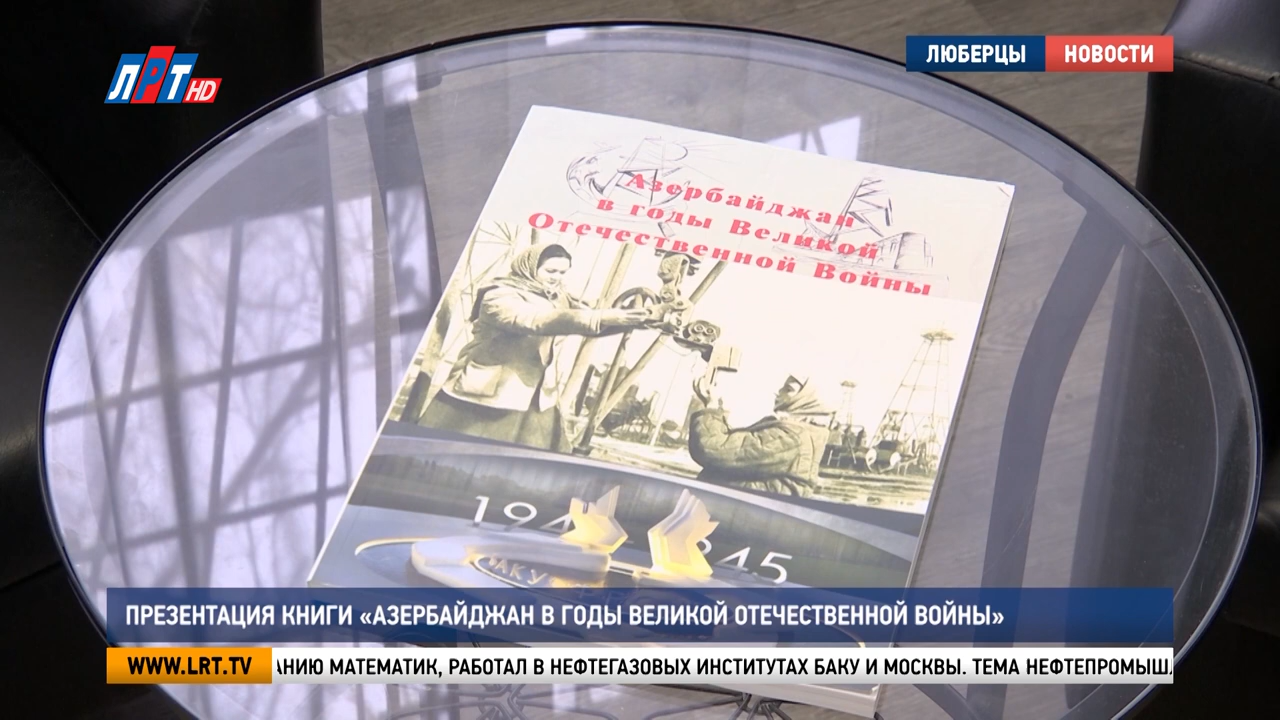 ЛРТ HD
ЛЮБЕРЦЫ НОВОСТИ
Азербайджан
в годы Великой
Отечественной Войны
БАКУ
ПРЕЗЕНТАЦИЯ КНИГИ «АЗЕРБАЙДЖАН В ГОДЫ ВЕЛИКОЙ ОТЕЧЕСТВЕННОЙ ВОЙНЫ»
WWW.LRT.TV АНИЮ МАТЕМАТИК, РАБОТАЛ В НЕФТЕГАЗОВЫХ ИНСТИТУТАХ БАКУ И МОСКВЫ. ТЕМА НЕФТЕПРОМЫШ